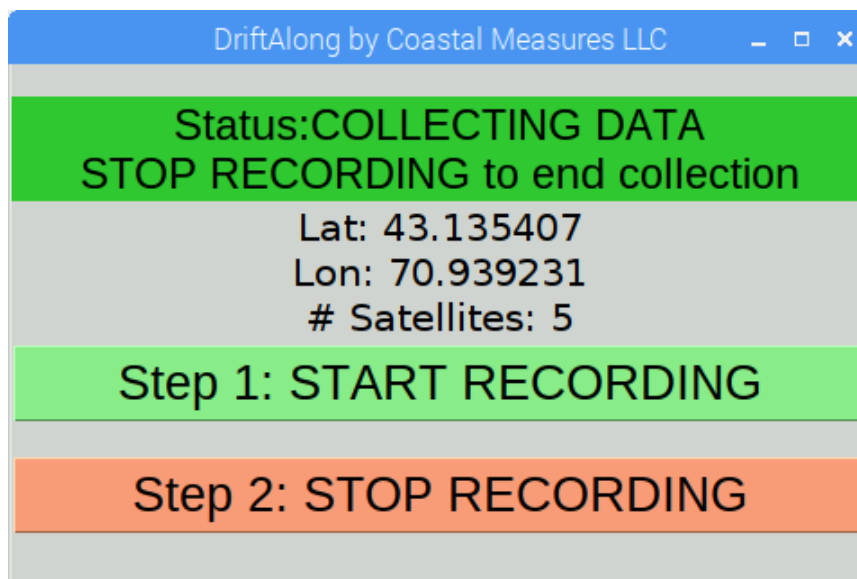 DriftAlong by Coastal Measures LLC
Status:COLLECTING DATA
STOP RECORDING to end collection
Lat: 43.135407
Lon: 70.939231
# Satellites: 5
Step 1: START RECORDING
Step 2: STOP RECORDING